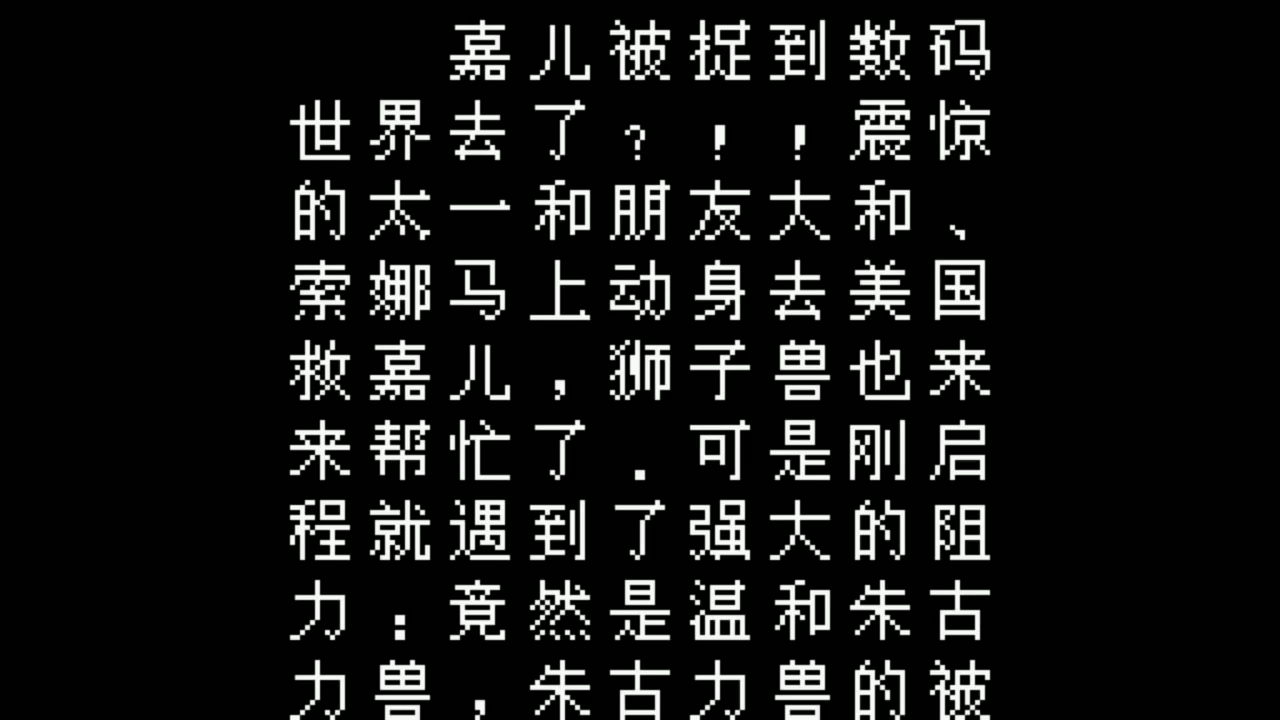 嘉儿被捉到数码
世界去了?!!震惊
的太一和朋友大和、
索娜马上动身去美国
救嘉儿,狮子兽也来
来帮忙了.可是刚启
程就遇到了强大的阻
力:竟然是温和朱古
力兽,朱古力兽的被